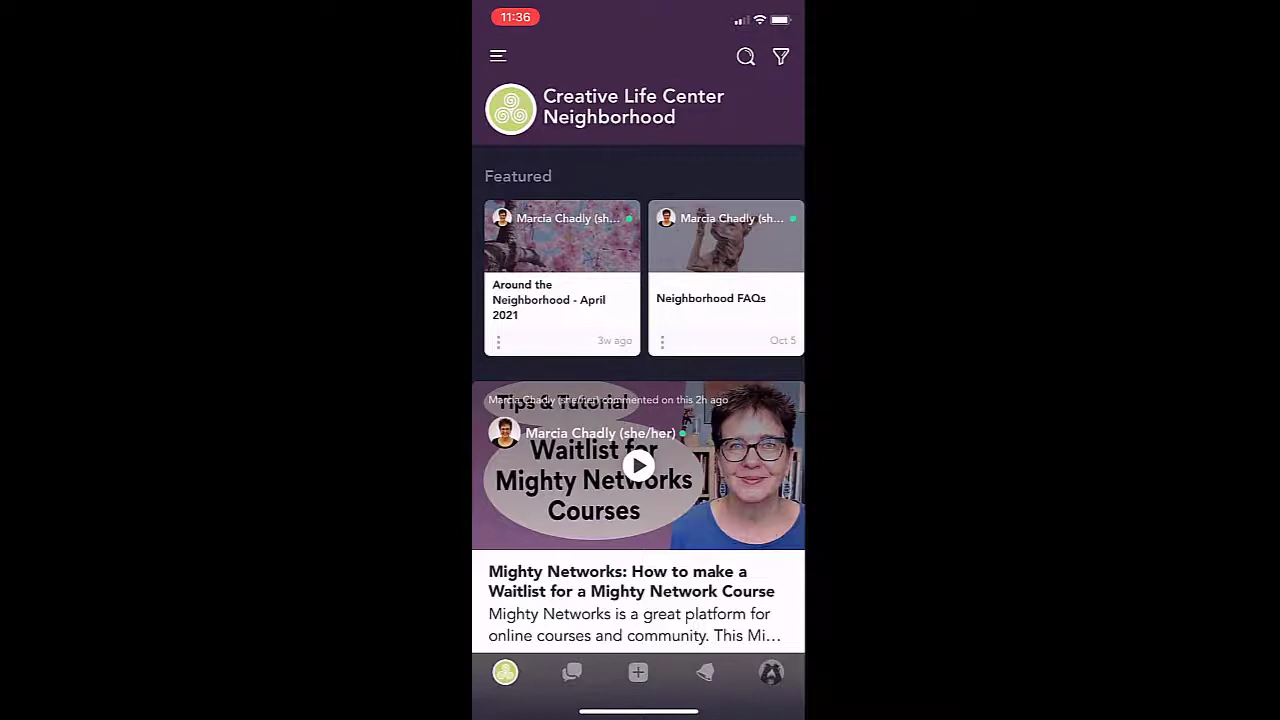 11:36
Creative Life Center
Neighborhood
Featured
Marcia Chadly (sh...
Marcia Chadly (sh...
Around the
Neighborhood - April
2021
Neighborhood FAQs
3w ago
Oct 5
Marcia Chadly (she/her) commented on this 2h ago
Tips & Tutorial
Marcia Chadly (she/her)
Waitlist for
Mighty Networks
Courses
Mighty Networks: How to make a
Waitlist for a Mighty Network Course
Mighty Networks is a great platform for
online courses and community. This Mi...